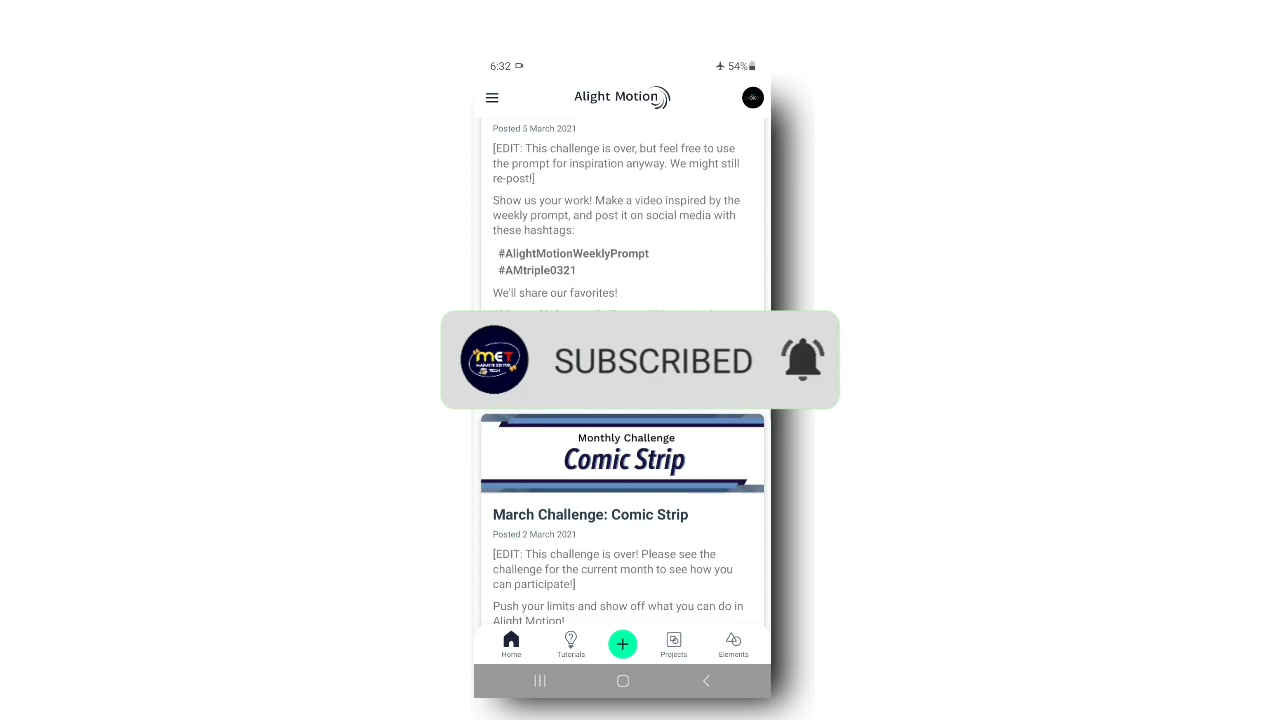 6:32
54%
Alight Motion
Posted 5 March 2021
[EDIT: This challenge is over, but feel free to use
the prompt for inspiration anyway. We might still
re-post!]
Show us your work! Make a video inspired by the
weekly prompt, and post it on social media with
these hashtags:
#AlightMotionWeeklyPrompt
#AMtriple0321
We'll share our favorites!
MET
TECH
SUBSCRIBED
Monthly Challenge
Comic Strip
March Challenge: Comic Strip
Posted 2 March 2021
[EDIT: This challenge is over! Please see the
challenge for the current month to see how you
can participate!]
Push your limits and show off what you can do in
Alight Motion!
Home
Tutorials
Projects
Elements